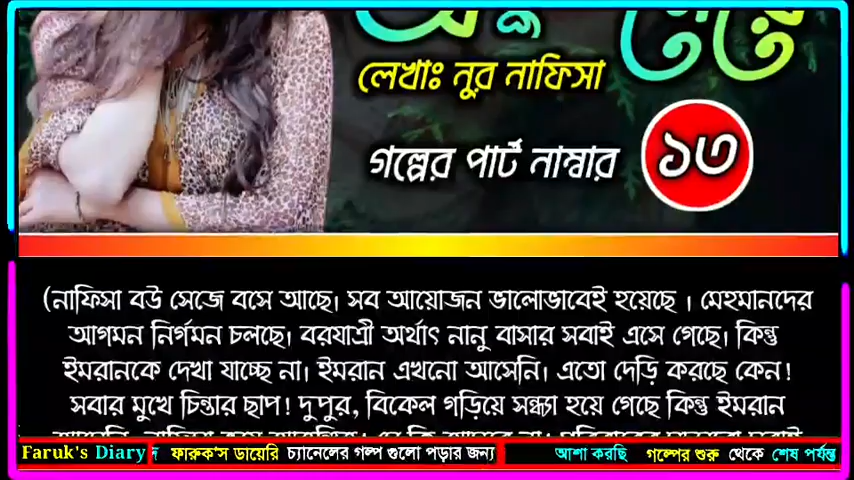 লেখাঃ নুর নাফিসা
গল্পের পার্ট নাম্বার
১৩
(নাফিসা বউ সেজে বসে আছে। সব আয়োজন ভালোভাবেই হয়েছে । মেহমানদের
আগমন নির্গমন চলছে। বরযাত্রী অর্থাৎ নানু বাসার সবাই এসে গেছে। কিন্তু
ইমরানকে দেখা যাচ্ছে না। ইমরান এখনো আসেনি। এতো দেড়ি করছে কেন!
সবার মুখে চিন্তার ছাপ! দুপুর, বিকেল গড়িয়ে সন্ধ্যা হয়ে গেছে কিন্তু ইমরান
Faruk's Diary ফারুক'স ডায়েরি চ্যানেলের গল্প গুলো পড়ার জন্য আশা করছি গল্পের শুরু থেকে শেষ পর্যন্ত